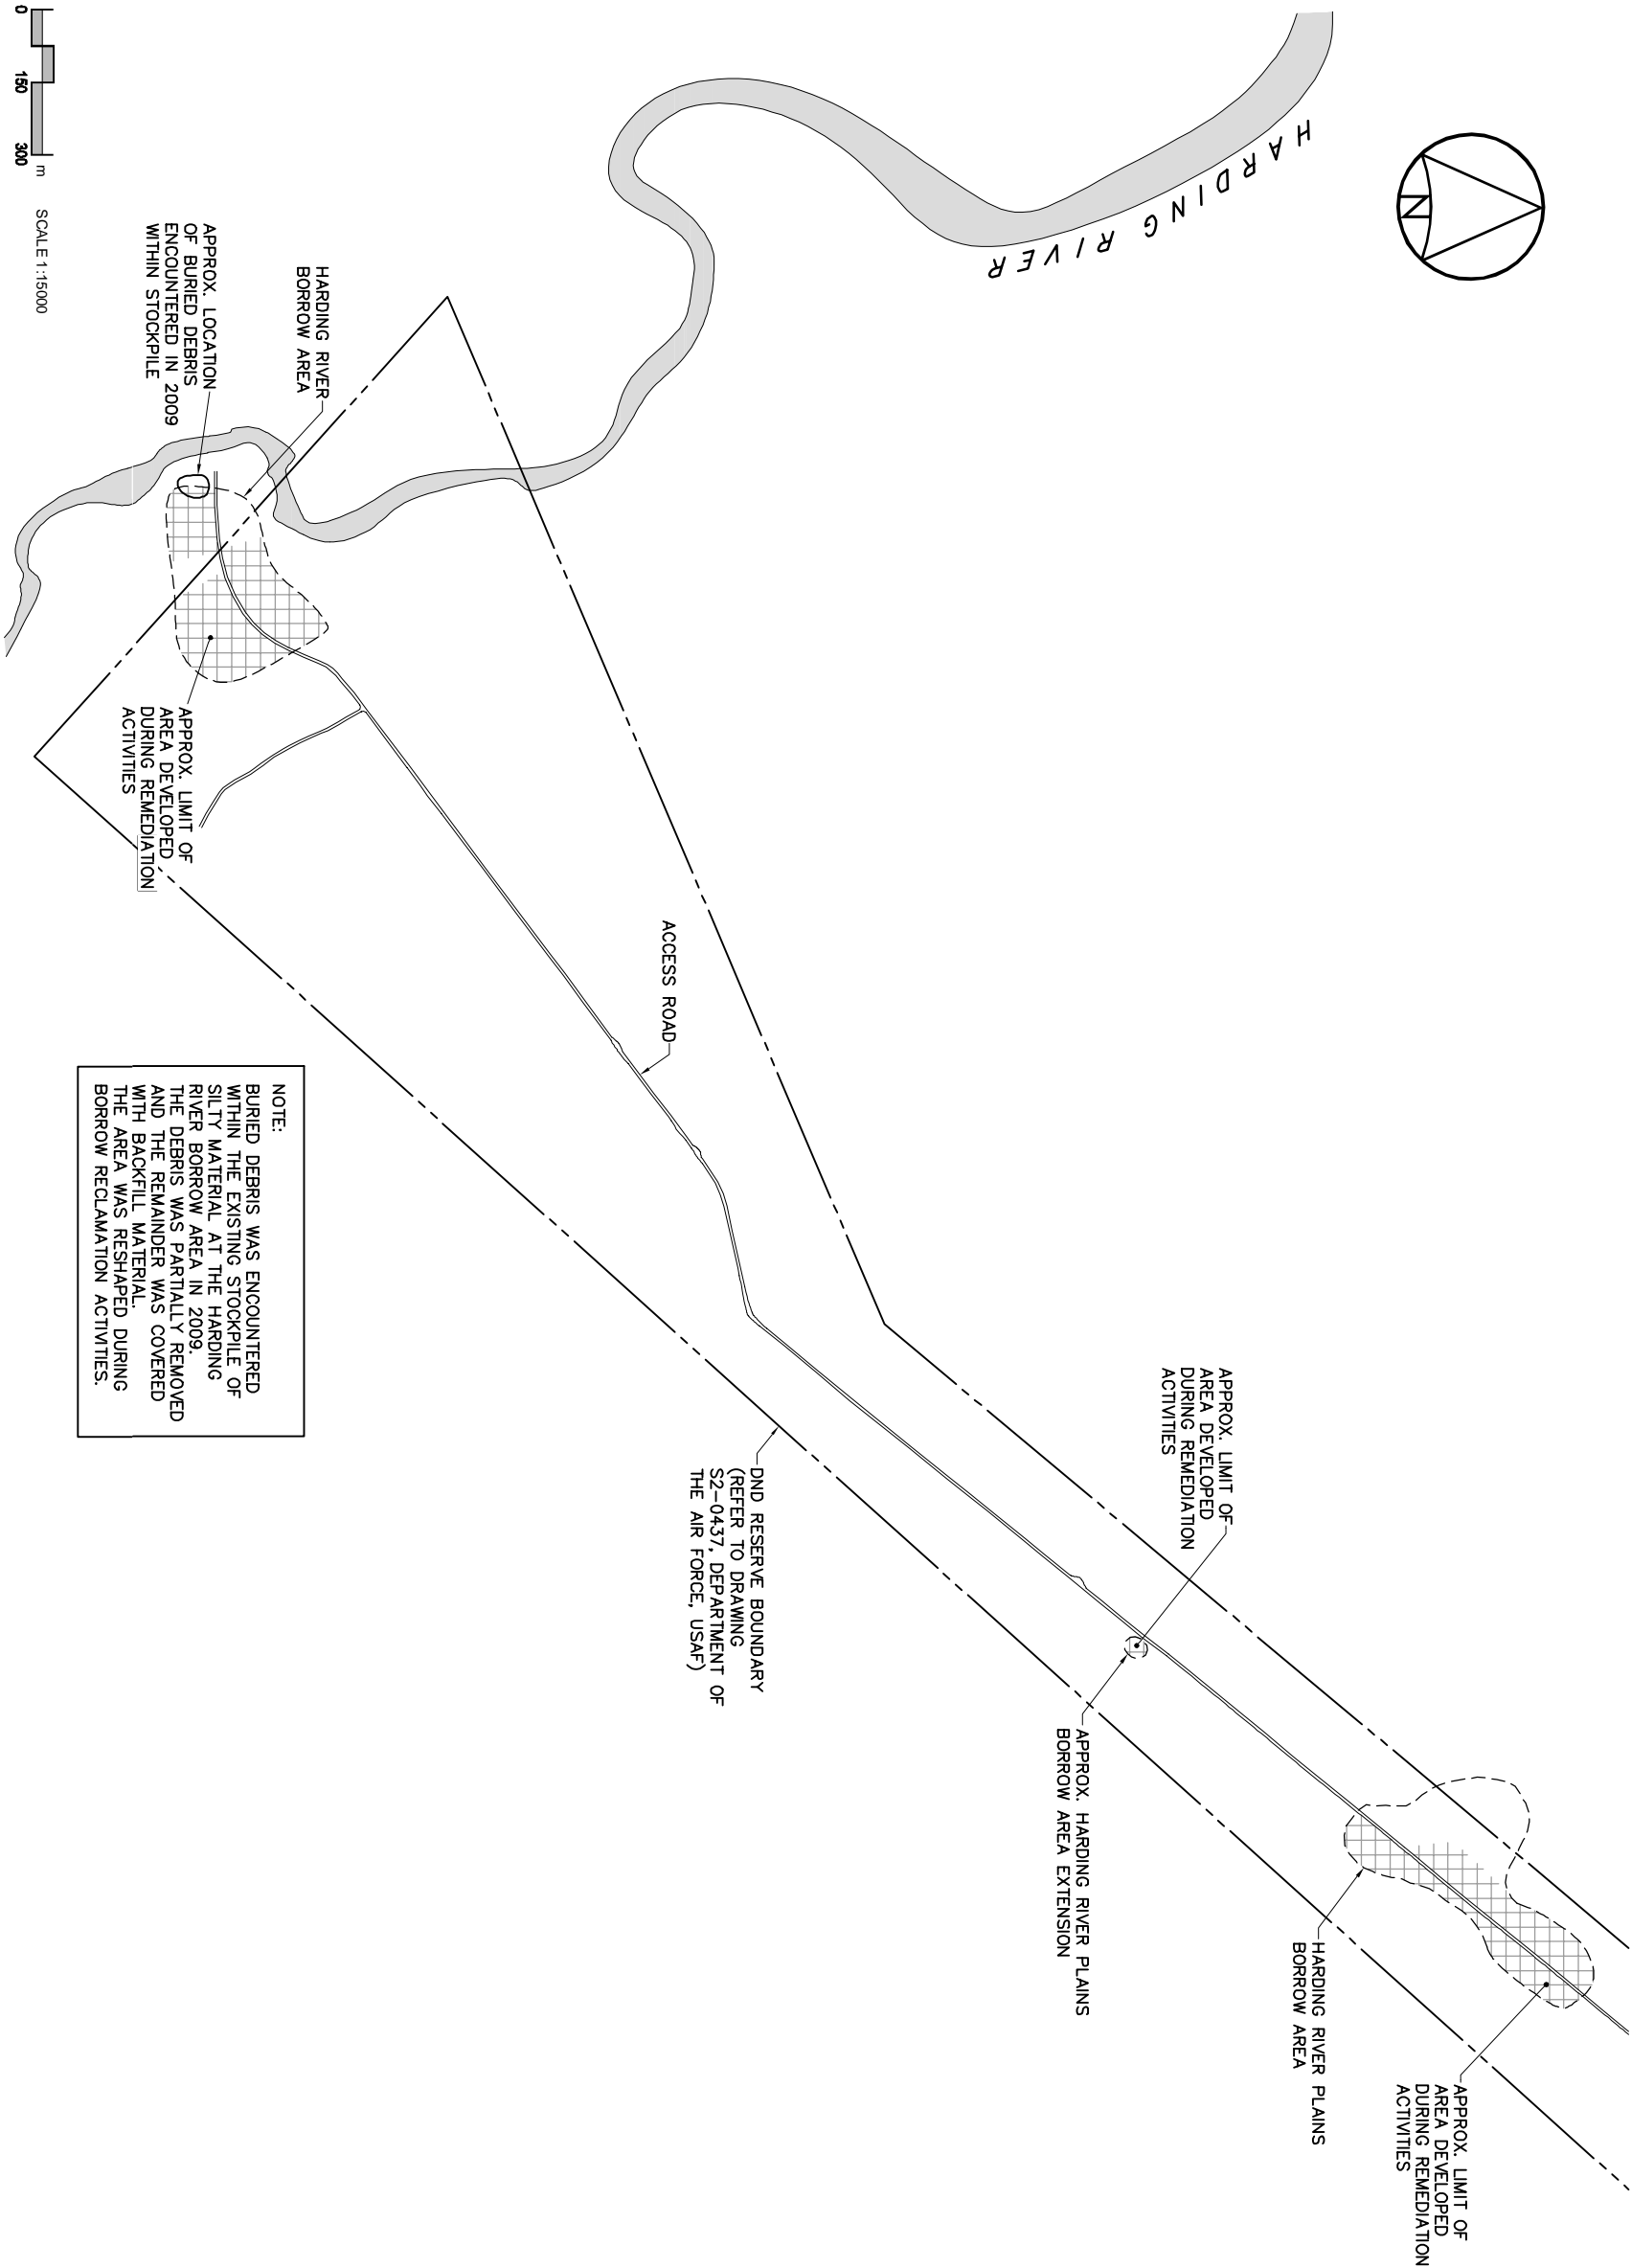 N
HARDING RIVER
APPROX. LIMIT OF
AREA DEVELOPED
DURING REMEDIATION
ACTIVITIES
APPROX. LIMIT OF
AREA DEVELOPED
DURING REMEDIATION
ACTIVITIES
HARDING RIVER PLAINS
BORROW AREA
APPROX. HARDING RIVER PLAINS
BORROW AREA EXTENSION
DND RESERVE BOUNDARY
(REFER TO DRAWING
S2-0437, DEPARTMENT OF
THE AIR FORCE, USAF)
ACCESS ROAD
HARDING RIVER
BORROW AREA
APPROX. LOCATION
OF BURIED DEBRIS
ENCOUNTERED IN 2009
WITHIN STOCKPILE
APPROX. LIMIT OF
AREA DEVELOPED
DURING REMEDIATION
ACTIVITIES
NOTE:
BURIED DEBRIS WAS ENCOUNTERED
WITHIN THE EXISTING STOCKPILE OF
SILTY MATERIAL AT THE HARDING
RIVER BORROW AREA IN 2009.
THE DEBRIS WAS PARTIALLY REMOVED
AND THE REMAINDER WAS COVERED
WITH BACKFILL MATERIAL.
THE AREA WAS RESHAPED DURING
BORROW RECLAMATION ACTIVITIES.
0 150 300 m SCALE 1:15000